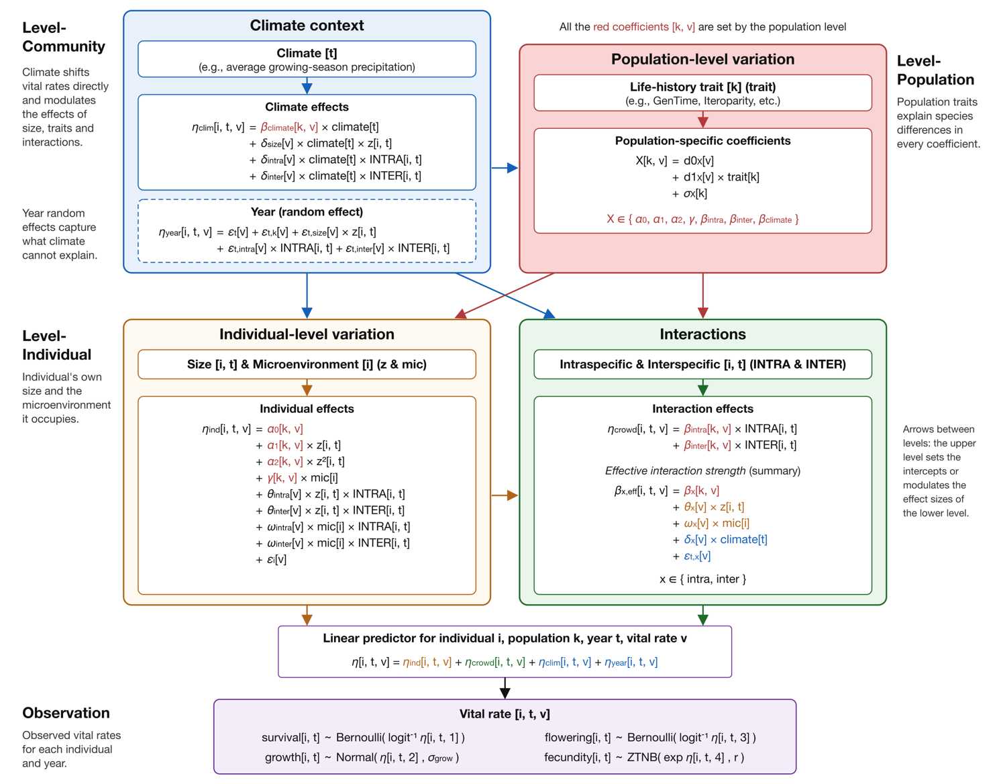 Level-
Community
Climate shifts
vital rates directly
and modulates
the effects of
size, traits and
interactions.
Year random
effects capture
what climate
cannot explain.
Climate context
Climate [t]
(e.g., average growing-season precipitation)
Climate effects
ηclim[i, t, v] = βclimate[k, v] × climate[t]
+ δsize[v] × climate[t] × z[i, t]
+ δintra[v] × climate[t] × INTRA[i, t]
+ δinter[v] × climate[t] × INTER[i, t]
Year (random effect)
ηyear[i, t, v] = εt[v] + εt,k[v] + εt,size[v] × z[i, t]
+ εt,intra[v] × INTRA[i, t] + εt,inter[v] × INTER[i, t]
All the red coefficients [k, v] are set by the population level
Population-level variation
Life-history trait [k] (trait)
(e.g., GenTime, Iteroparity, etc.)
Population-specific coefficients
X[k, v] = d0X[v]
+ d1X[v] × trait[k]
+ σX[k]
X ∈ { α0, α1, α2, γ, βintra, βinter, βclimate }
Level-
Population
Population traits
explain species
differences in
every coefficient.
Level-
Individual
Individual's own
size and the
microenvironment
it occupies.
Individual-level variation
Size [i, t] & Microenvironment [i] (z & mic)
Individual effects
ηind[i, t, v] = α0[k, v]
+ α1[k, v] × z[i, t]
+ α2[k, v] × z²[i, t]
+ γ[k, v] × mic[i]
+ θintra[v] × z[i, t] × INTRA[i, t]
+ θinter[v] × z[i, t] × INTER[i, t]
+ ωintra[v] × mic[i] × INTRA[i, t]
+ ωinter[v] × mic[i] × INTER[i, t]
+ εi[v]
Interactions
Intraspecific & Interspecific [i, t] (INTRA & INTER)
Interaction effects
ηcrowd[i, t, v] = βintra[k, v] × INTRA[i, t]
+ βinter[k, v] × INTER[i, t]
Effective interaction strength (summary)
βx,eff[i, t, v] = βx[k, v]
+ θx[v] × z[i, t]
+ ωx[v] × mic[i]
+ δx[v] × climate[t]
+ εt,x[v]
x ∈ { intra, inter }
Arrows between
levels: the upper
level sets the
intercepts or
modulates the
effect sizes of
the lower level.
Linear predictor for individual i, population k, year t, vital rate v
η[i, t, v] = ηind[i, t, v] + ηcrowd[i, t, v] + ηclim[i, t, v] + ηyear[i, t, v]
Observation
Observed vital rates
for each individual
and year.
Vital rate [i, t, v]
survival[i, t] ~ Bernoulli( logit⁻¹ η[i, t, 1] )
flowering[i, t] ~ Bernoulli( logit⁻¹ η[i, t, 3] )
growth[i, t] ~ Normal( η[i, t, 2] , σgrow )
fecundity[i, t] ~ ZTNB( exp η[i, t, 4] , r )